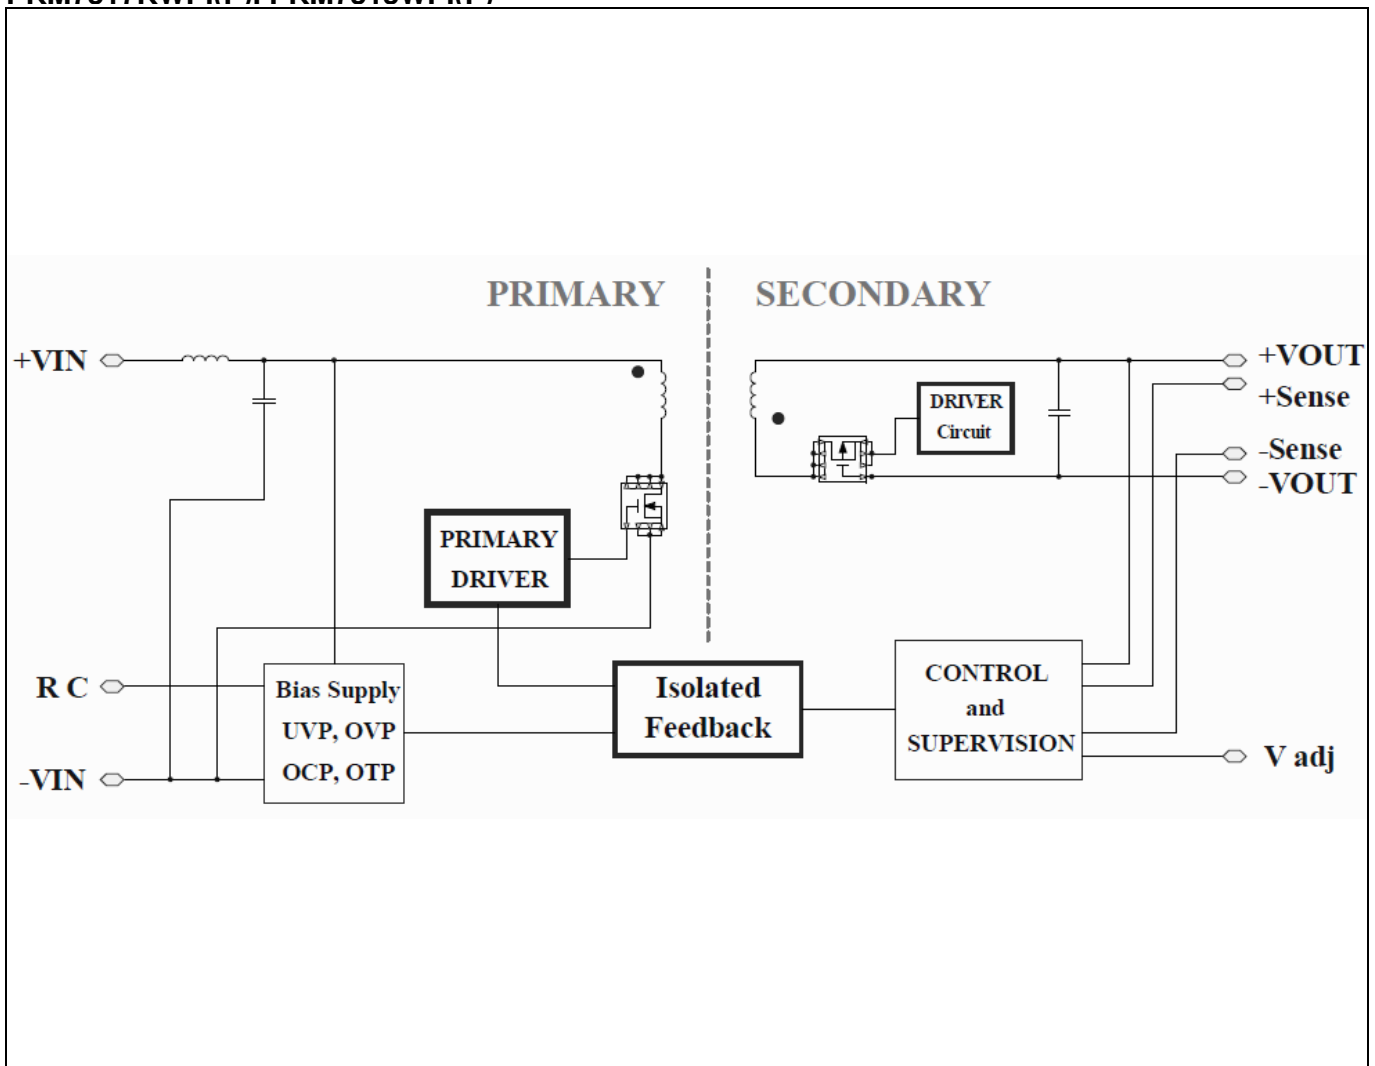 PRIMARY
SECONDARY
+VIN
+VOUT
+Sense
DRIVER
Circuit
-Sense
-VOUT
PRIMARY
DRIVER
R C
Bias Supply
UVP, OVP
OCP, OTP
Isolated
Feedback
CONTROL
and
SUPERVISION
-VIN
V adj